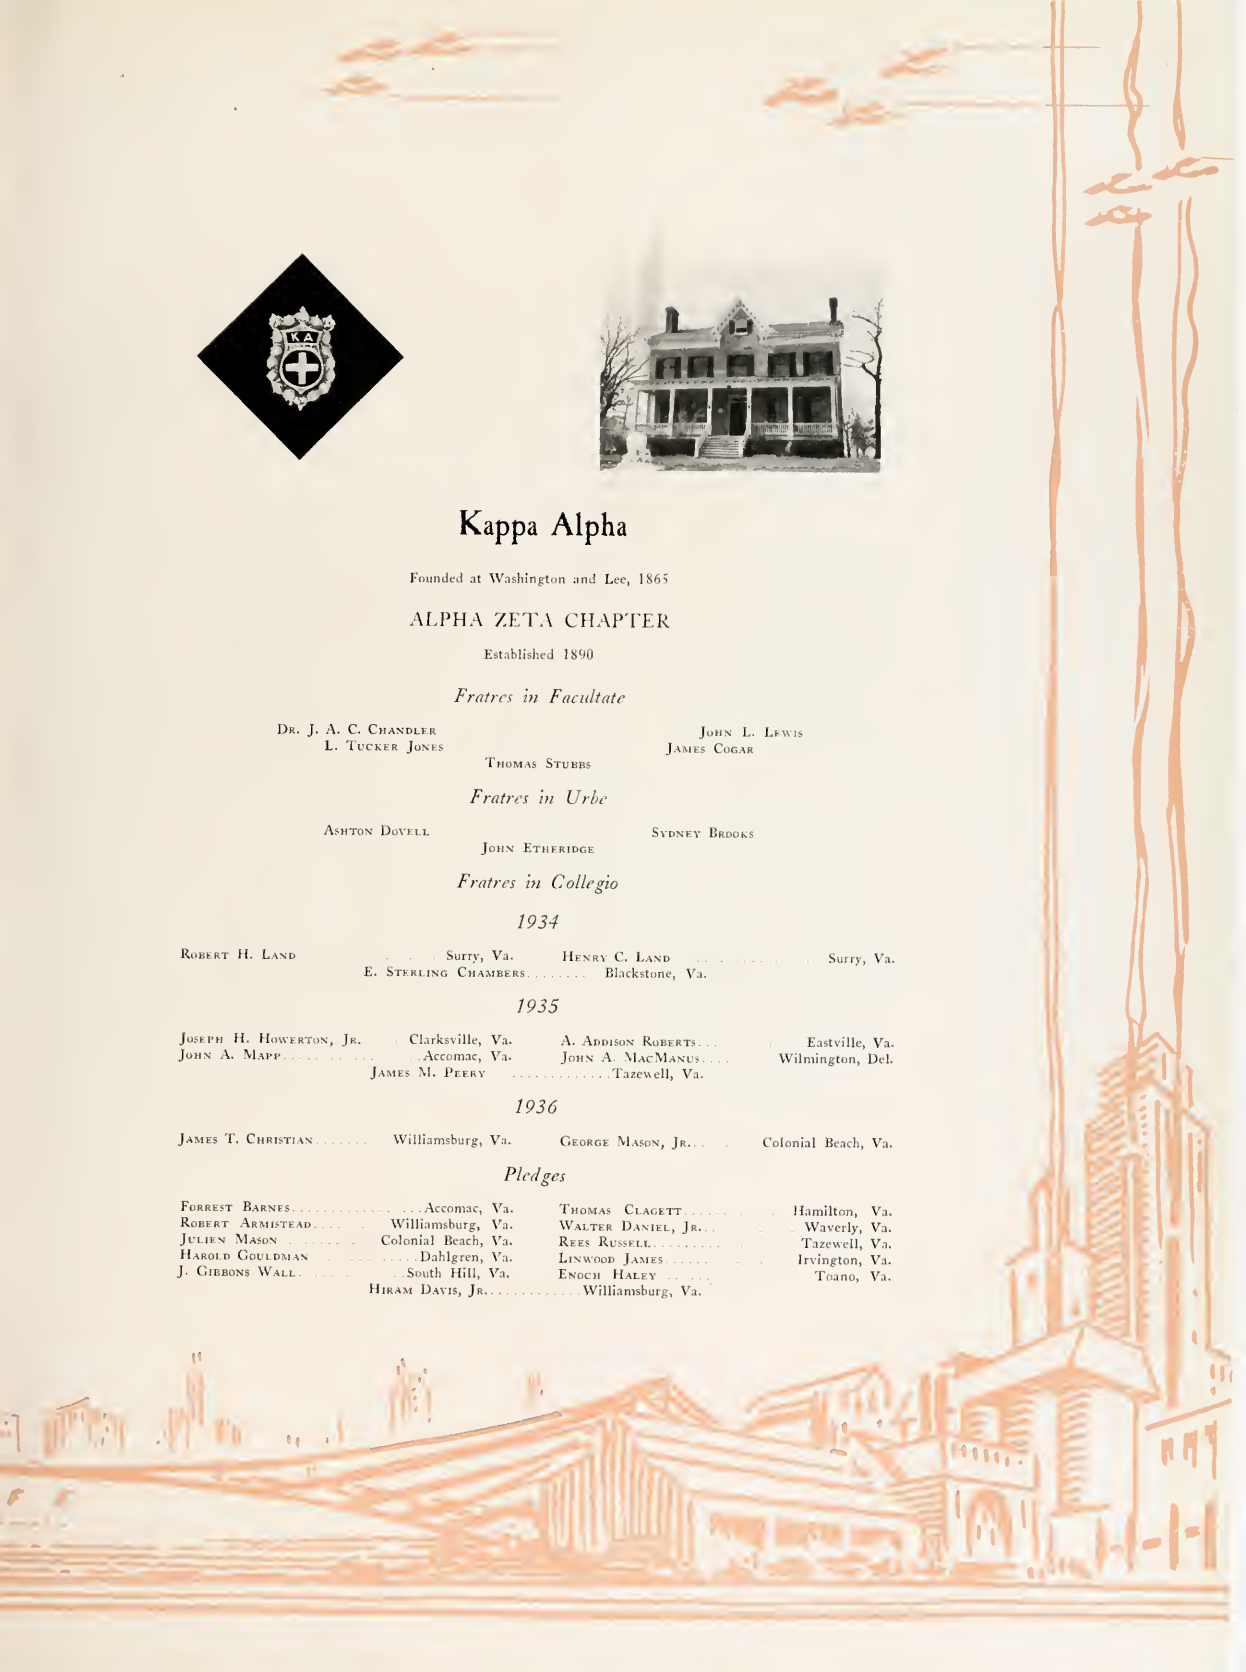 KA
Kappa Alpha
Founded at Washington and Lee, 1865
ALPHA ZETA CHAPTER
Established 1890
Fratres in Facultate
Dr. J. A. C. Chandler John L. Lewis
L. Tucker Jones James Cogar
Thomas Stubbs
Fratres in Urbe
Ashton Dovell Sydney Brooks
John Etheridge
Fratres in Collegio
1934
Robert H. Land . . Surry, Va. Henry C. Land . . . . . . Surry, Va.
E. Sterling Chambers........ Blackstone, Va.
1935
Joseph H. Howerton, Jr. Clarksville, Va. A. Addison Roberts... Eastville, Va.
John A. Mapp.......... Accomac, Va. John A. MacManus.... Wilmington, Del.
James M. Peery .............Tazewell, Va.
1936
James T. Christian....... Williamsburg, Va. George Mason, Jr... . Colonial Beach, Va.
Pledges
Forrest Barnes................Accomac, Va. Thomas Clagett...... . . Hamilton, Va.
Robert Armistead.... . Williamsburg, Va. Walter Daniel, Jr... Waverly, Va.
Julien Mason . ...... Colonial Beach, Va. Rees Russell......... . Tazewell, Va.
Harold Gouldman . .........Dahlgren, Va. Linwood James...... . . Irvington, Va.
J. Gibbons Wall. .... . ..South Hill, Va. Enoch Haley .. ... Toano, Va.
Hiram Davis, Jr.............Williamsburg, Va.